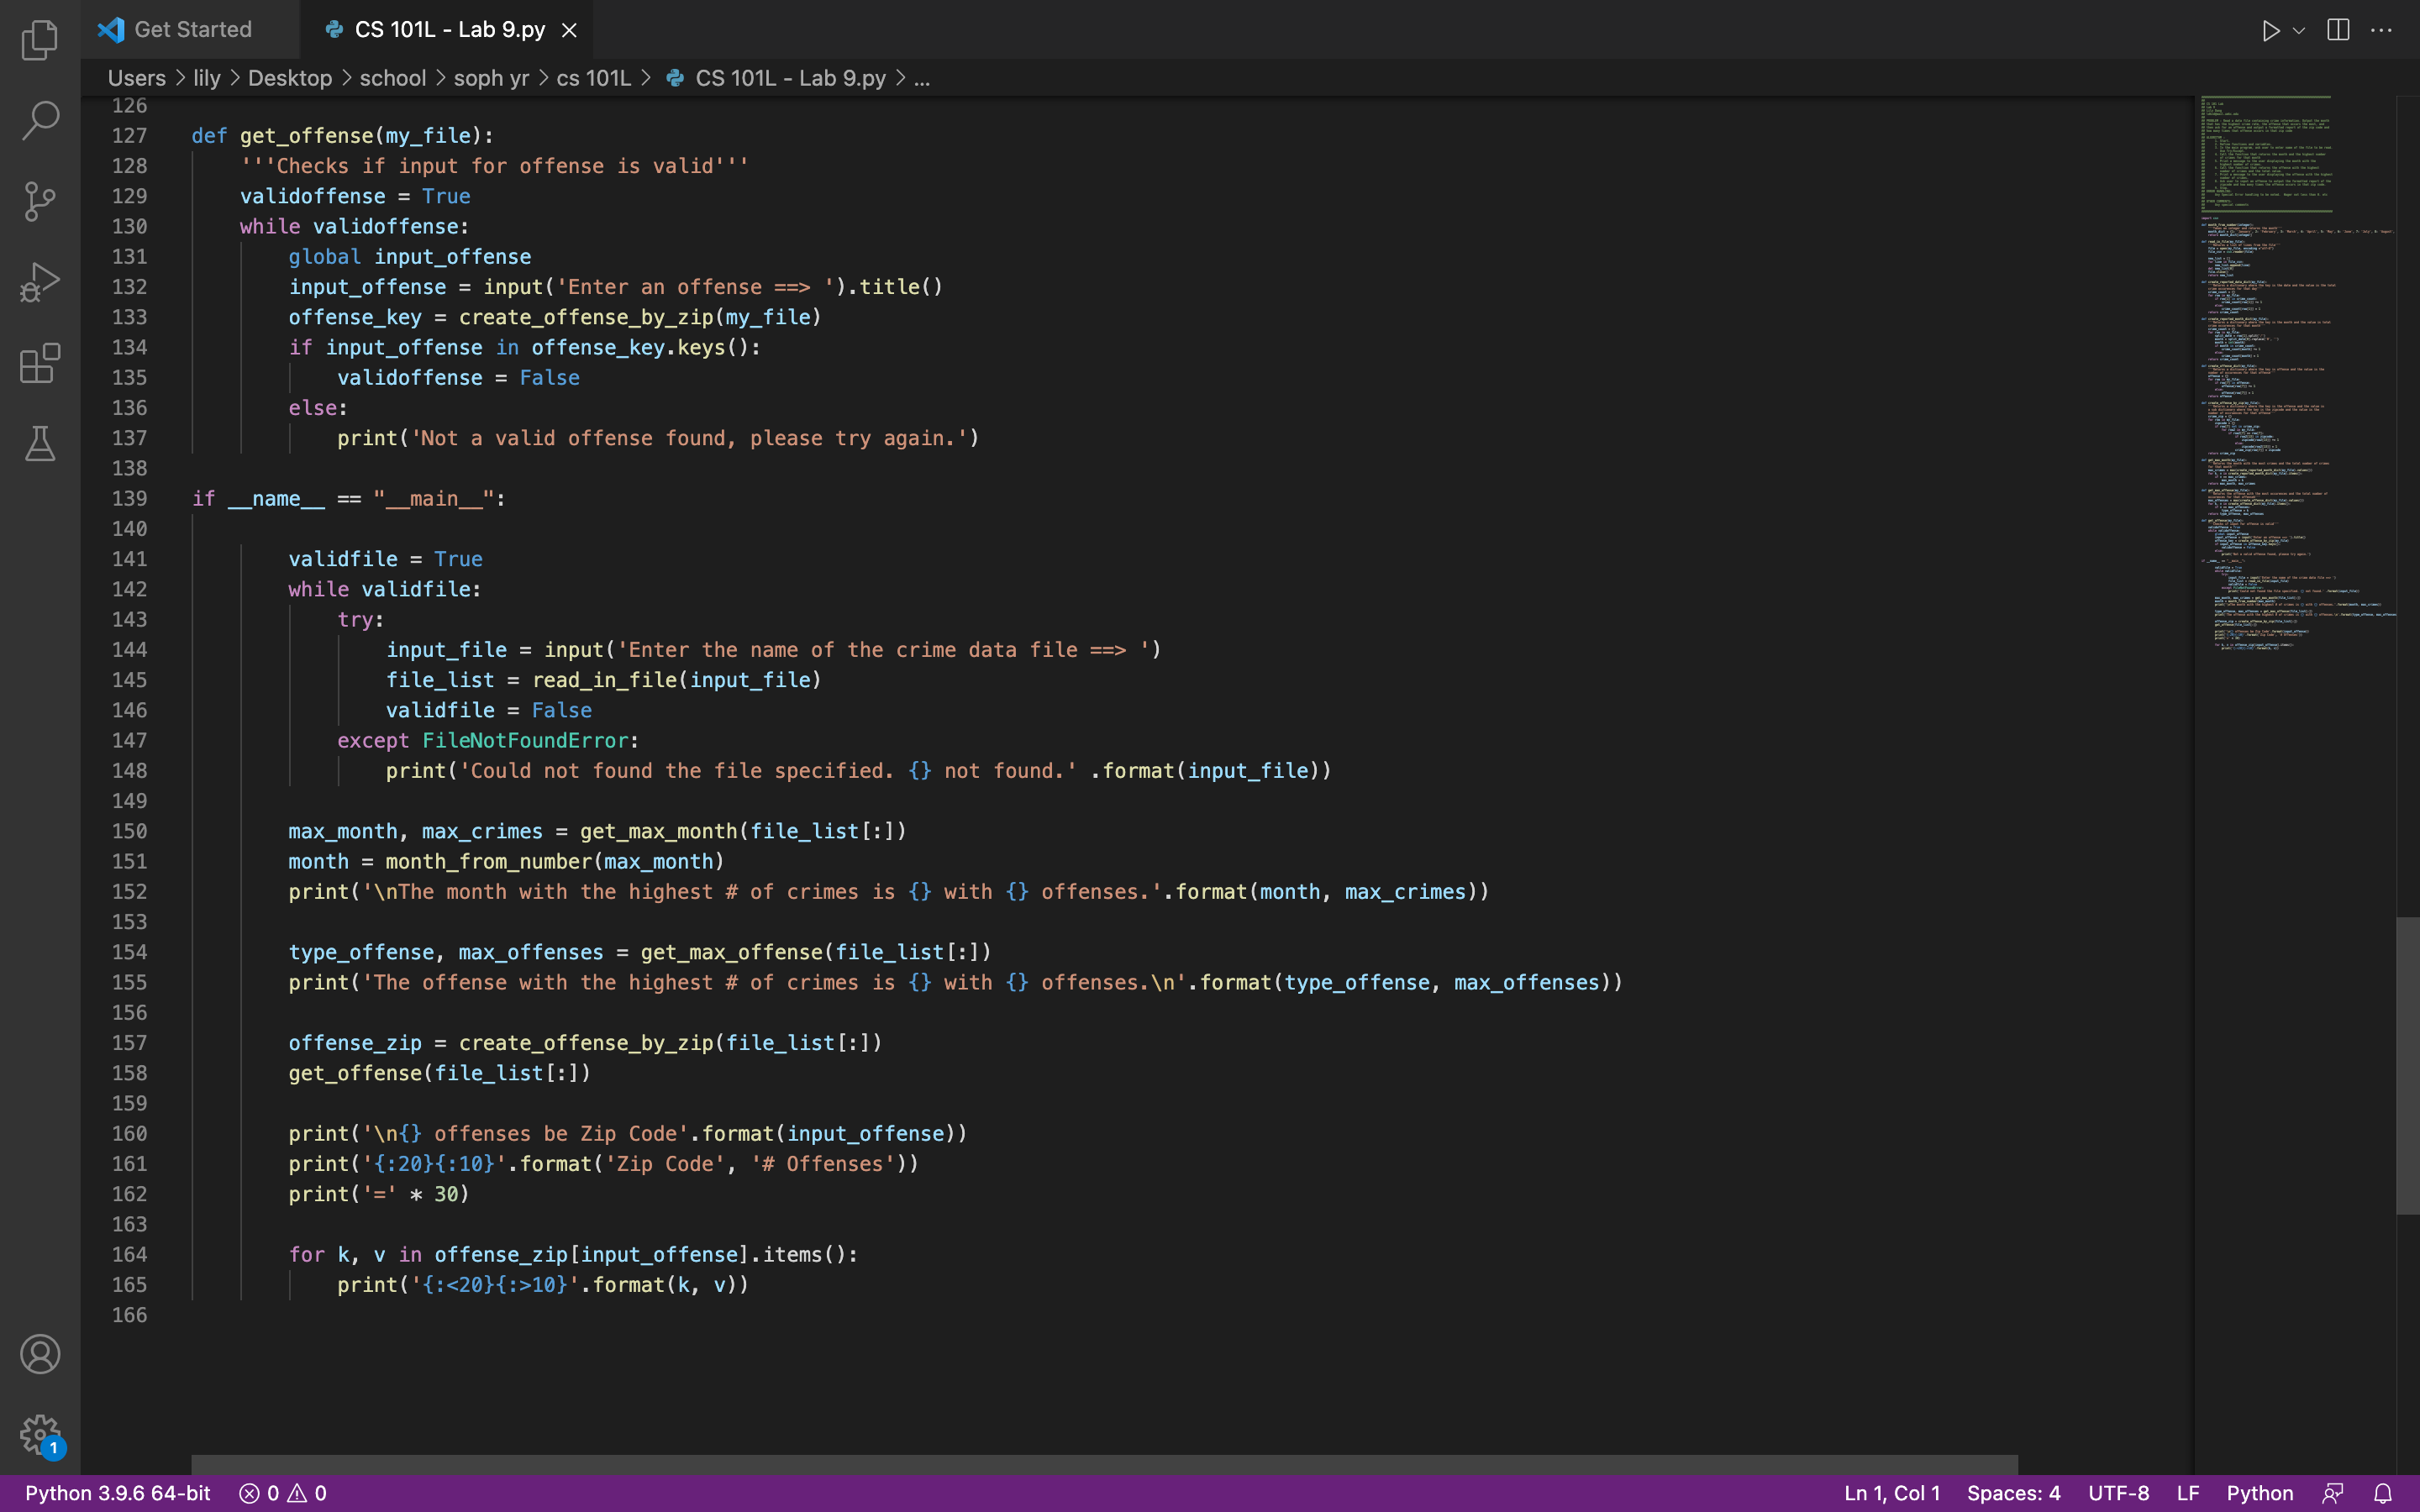 Get Started
CS 101L - Lab 9.py
Users > lily > Desktop > school > soph yr > cs 101L > CS 101L - Lab 9.py > ...
126
127 def get_offense(my_file):
128     '''Checks if input for offense is valid'''
129     validoffense = True
130     while validoffense:
131         global input_offense
132         input_offense = input('Enter an offense ==> ').title()
133         offense_key = create_offense_by_zip(my_file)
134         if input_offense in offense_key.keys():
135             validoffense = False
136         else:
137             print('Not a valid offense found, please try again.')
138
139 if __name__ == "__main__":
140
141         validfile = True
142         while validfile:
143             try:
144                 input_file = input('Enter the name of the crime data file ==> ')
145                 file_list = read_in_file(input_file)
146                 validfile = False
147             except FileNotFoundError:
148                 print('Could not found the file specified. {} not found.' .format(input_file))
149
150         max_month, max_crimes = get_max_month(file_list[:])
151         month = month_from_number(max_month)
152         print('\nThe month with the highest # of crimes is {} with {} offenses.'.format(month, max_crimes))
153
154         type_offense, max_offenses = get_max_offense(file_list[:])
155         print('The offense with the highest # of crimes is {} with {} offenses.\n'.format(type_offense, max_offenses))
156
157         offense_zip = create_offense_by_zip(file_list[:])
158         get_offense(file_list[:])
159
160         print('\n{} offenses be Zip Code'.format(input_offense))
161         print('{:20}{:10}'.format('Zip Code', '# Offenses'))
162         print('=' * 30)
163
164         for k, v in offense_zip[input_offense].items():
165             print('{:<20}{:>10}'.format(k, v))
166
1
Python 3.9.6 64-bit 0 0 Ln 1, Col 1 Spaces: 4 UTF-8 LF Python